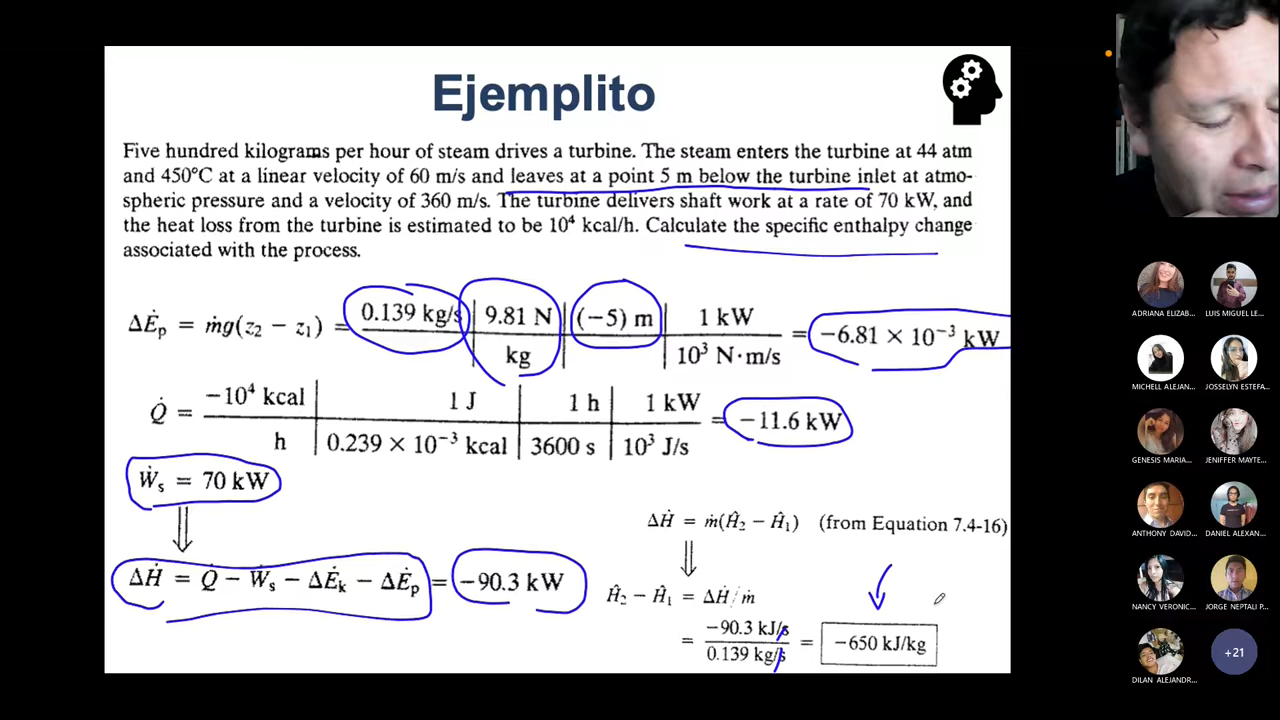 Ejemplito
Five hundred kilograms per hour of steam drives a turbine. The steam enters the turbine at 44 atm
and 450°C at a linear velocity of 60 m/s and leaves at a point 5 m below the turbine inlet at atmo-
spheric pressure and a velocity of 360 m/s. The turbine delivers shaft work at a rate of 70 kW, and
the heat loss from the turbine is estimated to be 10⁴ kcal/h. Calculate the specific enthalpy change
associated with the process.
ΔĖp = ṁg(z₂ − z₁) = 0.139 kg/s | 9.81 N | (−5) m | 1 kW = −6.81 × 10⁻³ kW
kg | 10³ N·m/s
Q̇ = −10⁴ kcal | 1 J | 1 h | 1 kW = −11.6 kW
h | 0.239 × 10⁻³ kcal | 3600 s | 10³ J/s
Ẇs = 70 kW
⇓
ΔḢ = Q̇ − Ẇs − ΔĖk − ΔĖp = −90.3 kW
ΔḢ = ṁ(Ĥ₂ − Ĥ₁) (from Equation 7.4-16)
⇓
Ĥ₂ − Ĥ₁ = ΔḢ/ṁ
= −90.3 kJ/s = −650 kJ/kg
0.139 kg/s
ADRIANA ELIZAB...
LUIS MIGUEL LE...
MICHELL ALEJAN...
JOSSELYN ESTEFA...
GENESIS MARIA...
JENIFFER MAYTE...
ANTHONY DAVID...
DANIEL ALEXAN...
NANCY VERONIC...
JORGE NEPTALI P...
DILAN ALEJANDR...
+21